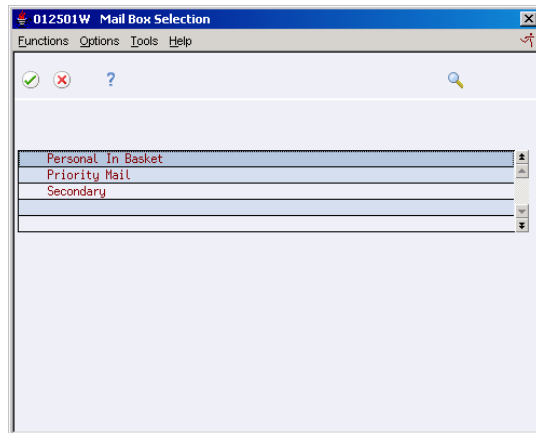 012501W Mail Box Selection
Functions Options Tools Help
?
Personal In Basket
Priority Mail
Secondary